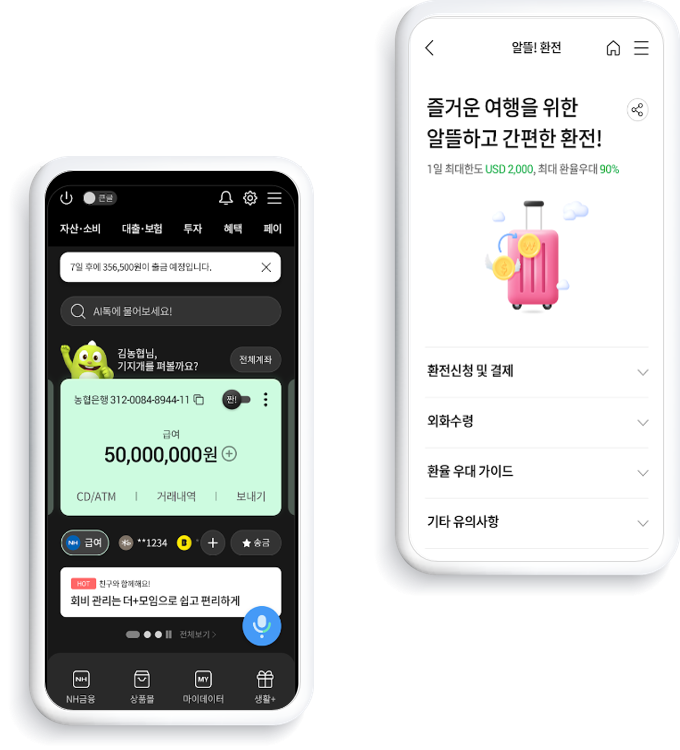 알뜰! 환전
즐거운 여행을 위한
알뜰하고 간편한 환전!
1일 최대한도 USD 2,000, 최대 환율우대 90%
환전신청 및 결제
외화수령
환율 우대 가이드
기타 유의사항
큰글
자산·소비 대출·보험 투자 혜택 페이
7일 후에 356,500원이 출금 예정입니다.
AI톡에 물어보세요!
김농협님,
기지개를 펴볼까요?
전체계좌
농협은행 312-0084-8944-11
짠!
급여
50,000,000원
CD/ATM 거래내역 보내기
NH 급여 **1234 송금
HOT 친구와 함께해요!
회비 관리는 더+모임으로 쉽고 편리하게
전체보기
NH MY
NH금융 상품몰 마이데이터 생활+